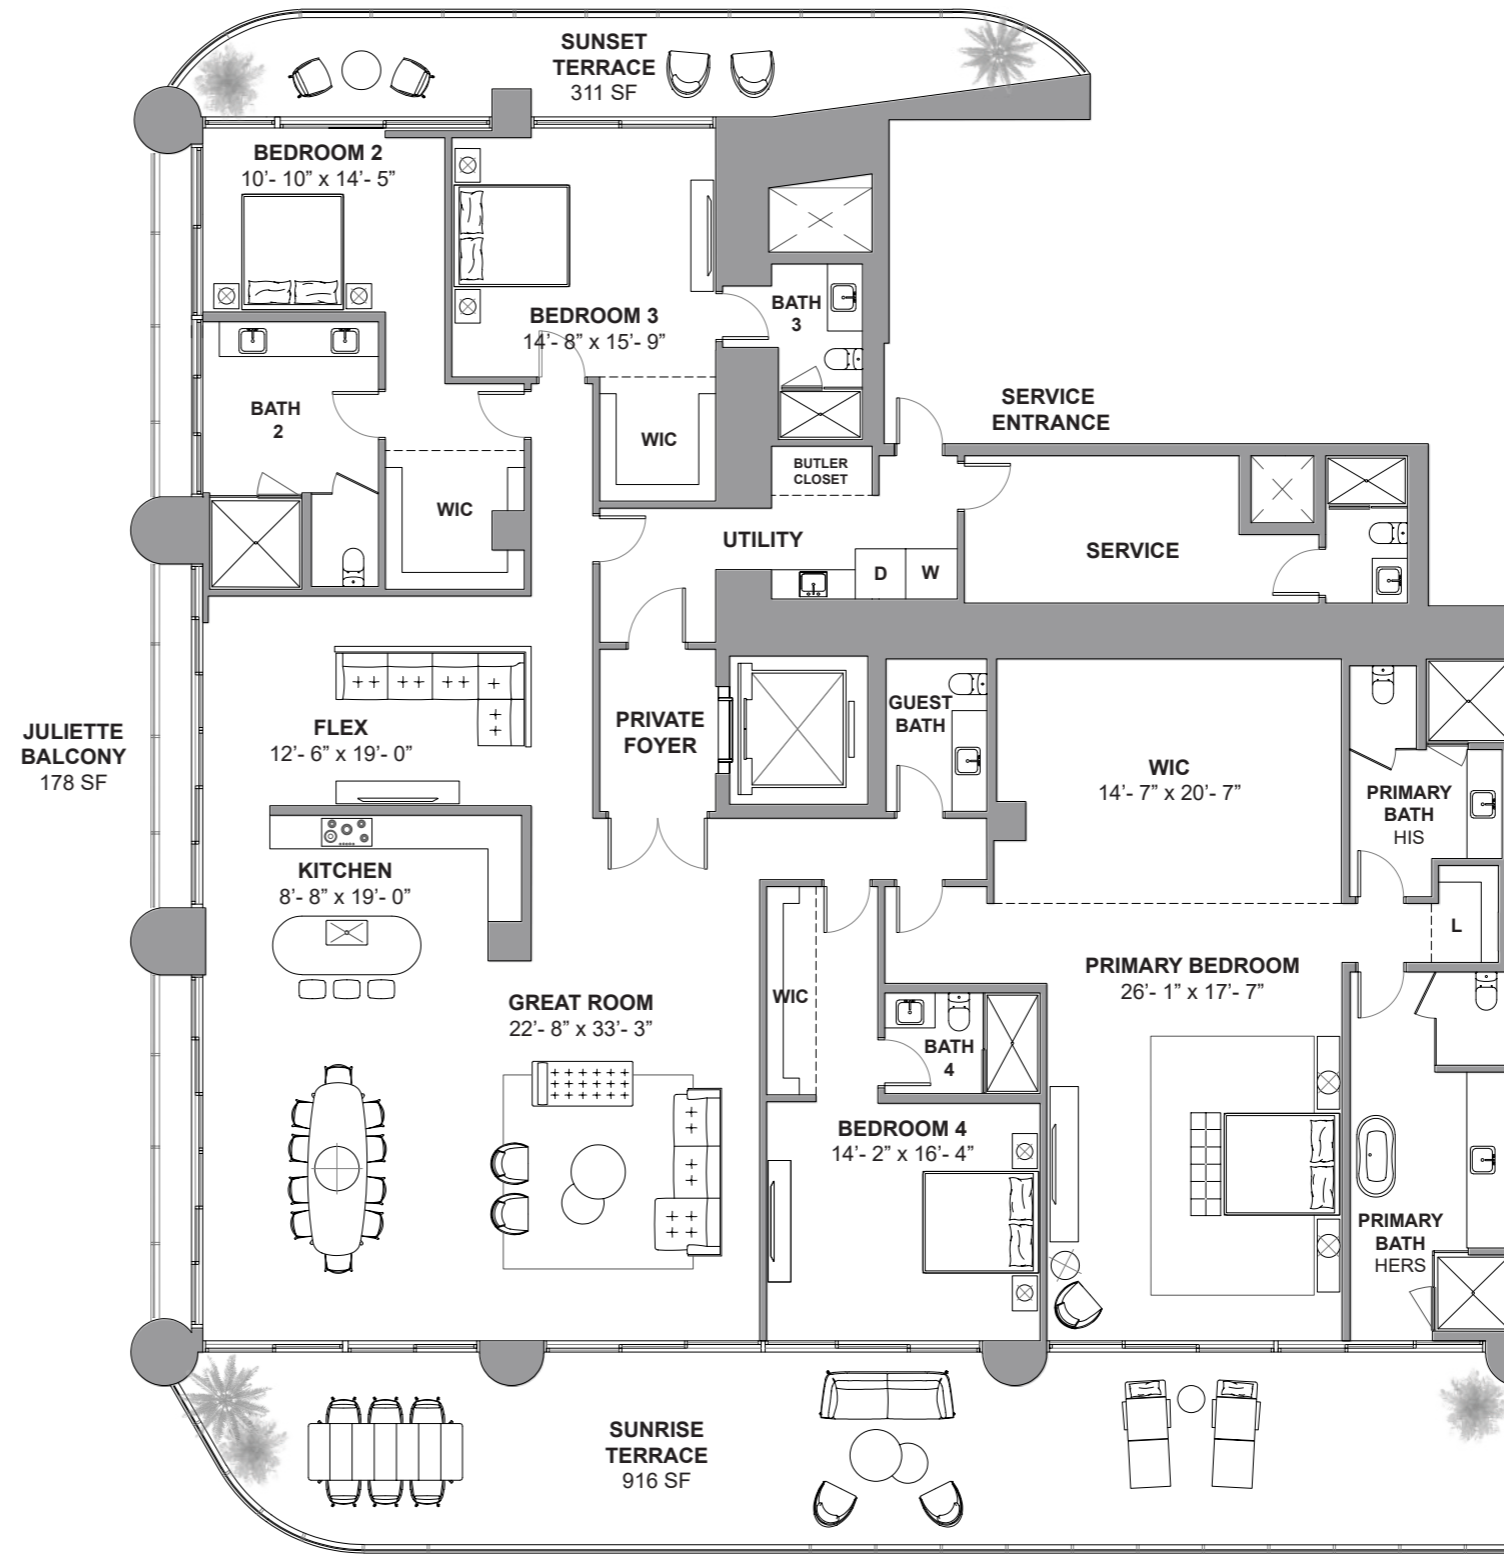 SUNSET
TERRACE
311 SF
BEDROOM 2
10’- 10” x 14’- 5”
BEDROOM 3
14’- 8” x 15’- 9”
BATH
3
BATH
2
WIC
WIC
SERVICE
ENTRANCE
BUTLER
CLOSET
UTILITY
D
W
SERVICE
JULIETTE
BALCONY
178 SF
FLEX
12’- 6” x 19’- 0”
PRIVATE
FOYER
GUEST
BATH
WIC
14’- 7” x 20’- 7”
PRIMARY
BATH
HIS
KITCHEN
8’- 8” x 19’- 0”
L
GREAT ROOM
22’- 8” x 33’- 3”
WIC
PRIMARY BEDROOM
26’- 1” x 17’- 7”
BATH
4
BEDROOM 4
14’- 2” x 16’- 4”
PRIMARY
BATH
HERS
SUNRISE
TERRACE
916 SF